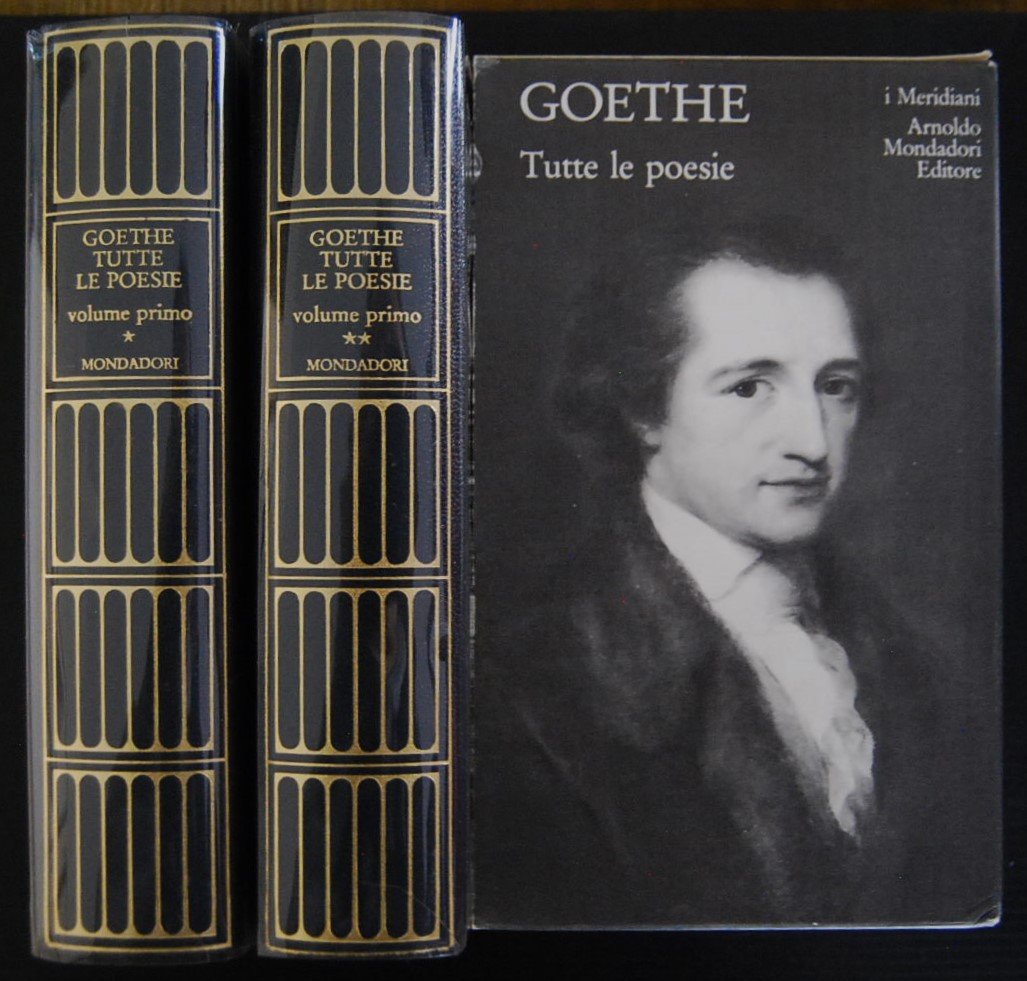 GOETHE
TUTTE
LE POESIE
volume primo
★
MONDADORI
GOETHE
TUTTE
LE POESIE
volume primo
★★
MONDADORI
GOETHE
Tutte le poesie
i Meridiani
Arnoldo
Mondadori
Editore